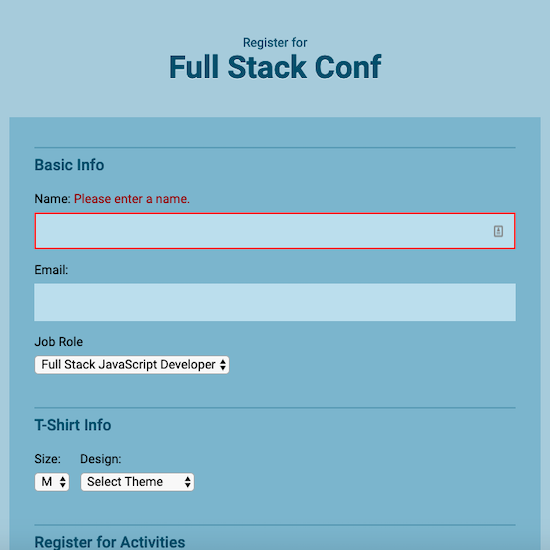 Register for
Full Stack Conf
Basic Info
Name: Please enter a name.
Email:
Job Role
Full Stack JavaScript Developer
T-Shirt Info
Size: Design:
M Select Theme
Register for Activities